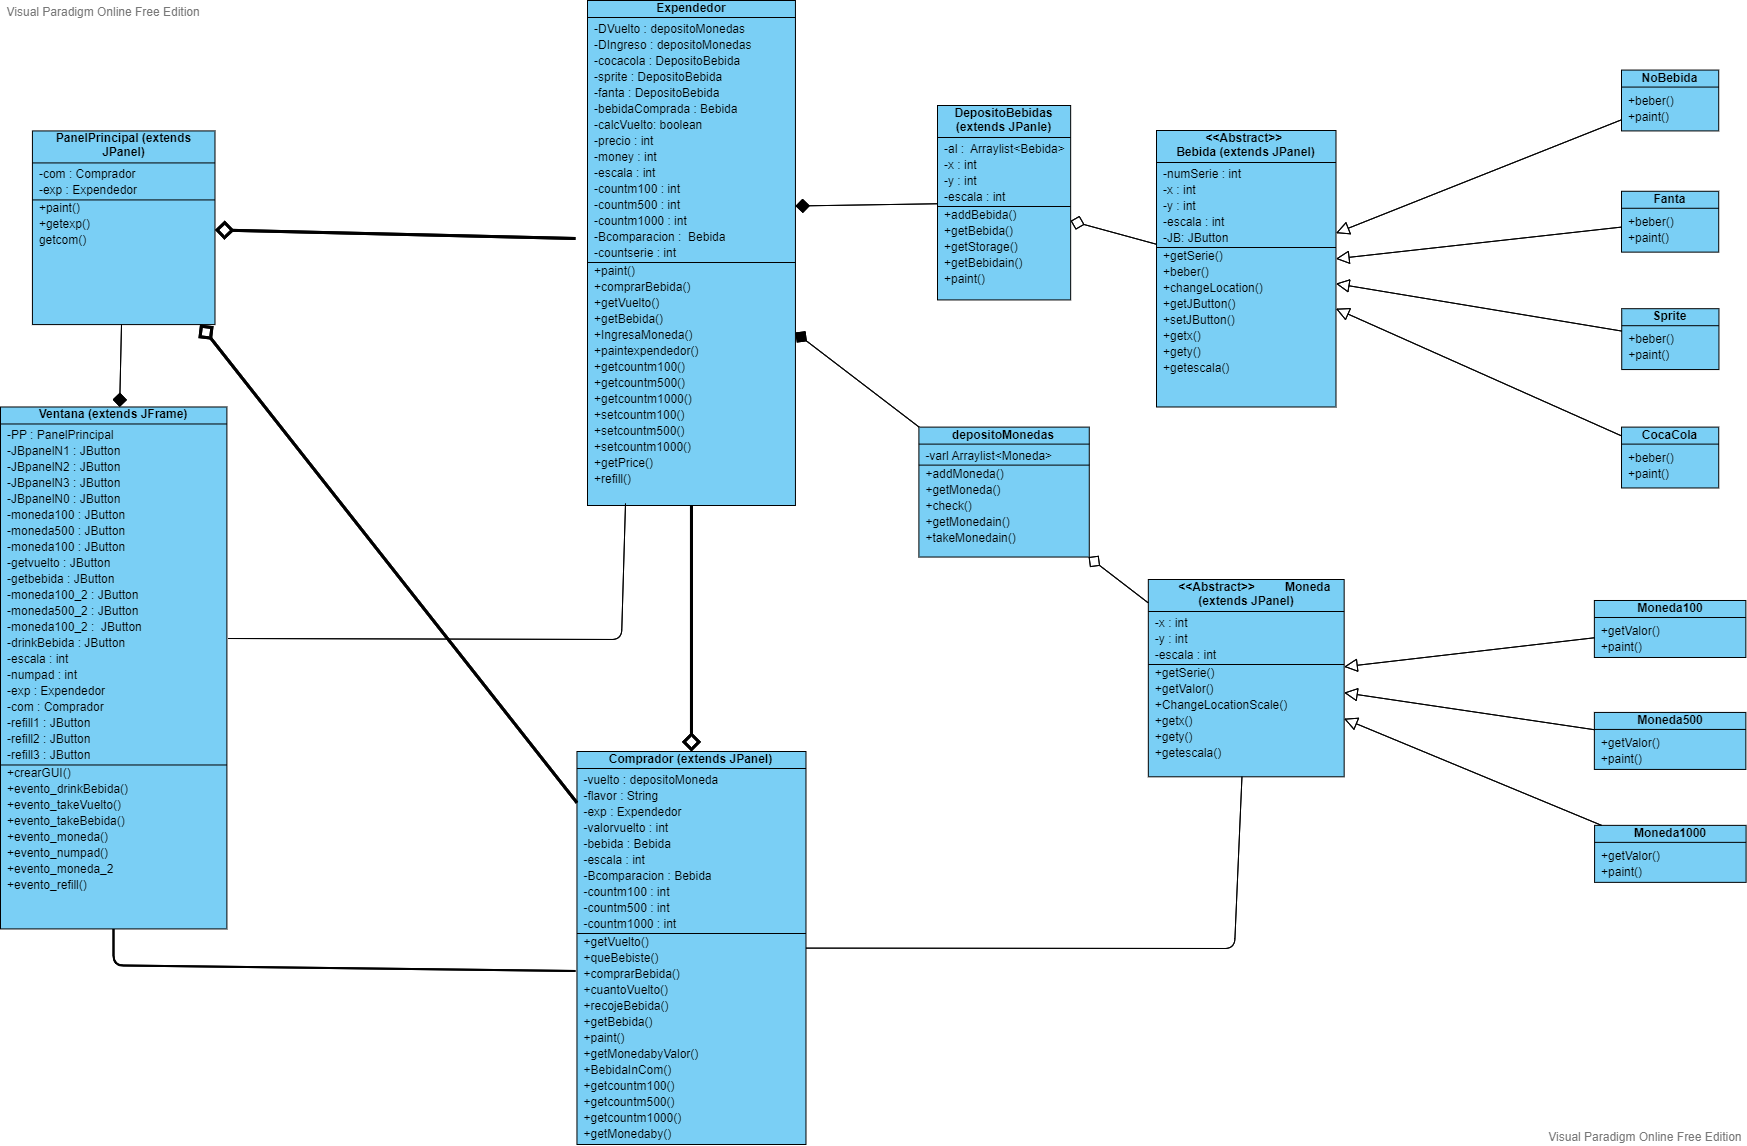 Visual Paradigm Online Free Edition
Expendedor
-DVuelto : depositoMonedas
-DIngreso : depositoMonedas
-cocacola : DepositoBebida
-sprite : DepositoBebida
-fanta : DepositoBebida
-bebidaComprada : Bebida
-calcVuelto: boolean
-precio : int
-money : int
-escala : int
-countm100 : int
-countm500 : int
-countm1000 : int
-Bcomparacion :  Bebida
-countserie : int
+paint()
+comprarBebida()
+getVuelto()
+getBebida()
+IngresaMoneda()
+paintexpendedor()
+getcountm100()
+getcountm500()
+getcountm1000()
+setcountm100()
+setcountm500()
+setcountm1000()
+getPrice()
+refill()
PanelPrincipal (extends
JPanel)
-com : Comprador
-exp : Expendedor
+paint()
+getexp()
getcom()
DepositoBebidas
(extends JPanle)
-al :  Arraylist<Bebida>
-x : int
-y : int
-escala : int
+addBebida()
+getBebida()
+getStorage()
+getBebidain()
+paint()
<<Abstract>>
Bebida (extends JPanel)
-numSerie : int
-x : int
-y : int
-escala : int
-JB: JButton
+getSerie()
+beber()
+changeLocation()
+getJButton()
+setJButton()
+getx()
+gety()
+getescala()
NoBebida
+beber()
+paint()
Fanta
+beber()
+paint()
Sprite
+beber()
+paint()
CocaCola
+beber()
+paint()
Ventana (extends JFrame)
-PP : PanelPrincipal
-JBpanelN1 : JButton
-JBpanelN2 : JButton
-JBpanelN3 : JButton
-JBpanelN0 : JButton
-moneda100 : JButton
-moneda500 : JButton
-moneda100 : JButton
-getvuelto : JButton
-getbebida : JButton
-moneda100_2 : JButton
-moneda500_2 : JButton
-moneda100_2 :  JButton
-drinkBebida : JButton
-escala : int
-numpad : int
-exp : Expendedor
-com : Comprador
-refill1 : JButton
-refill2 : JButton
-refill3 : JButton
+crearGUI()
+evento_drinkBebida()
+evento_takeVuelto()
+evento_takeBebida()
+evento_moneda()
+evento_numpad()
+evento_moneda_2
+evento_refill()
depositoMonedas
-varl Arraylist<Moneda>
+addMoneda()
+getMoneda()
+check()
+getMonedain()
+takeMonedain()
<<Abstract>> Moneda
(extends JPanel)
-x : int
-y : int
-escala : int
+getSerie()
+getValor()
+ChangeLocationScale()
+getx()
+gety()
+getescala()
Moneda100
+getValor()
+paint()
Moneda500
+getValor()
+paint()
Moneda1000
+getValor()
+paint()
Comprador (extends JPanel)
-vuelto : depositoMoneda
-flavor : String
-exp : Expendedor
-valorvuelto : int
-bebida : Bebida
-escala : int
-Bcomparacion : Bebida
-countm100 : int
-countm500 : int
-countm1000 : int
+getVuelto()
+queBebiste()
+comprarBebida()
+cuantoVuelto()
+recojeBebida()
+getBebida()
+paint()
+getMonedabyValor()
+BebidaInCom()
+getcountm100()
+getcountm500()
+getcountm1000()
+getMonedaby()
Visual Paradigm Online Free Edition